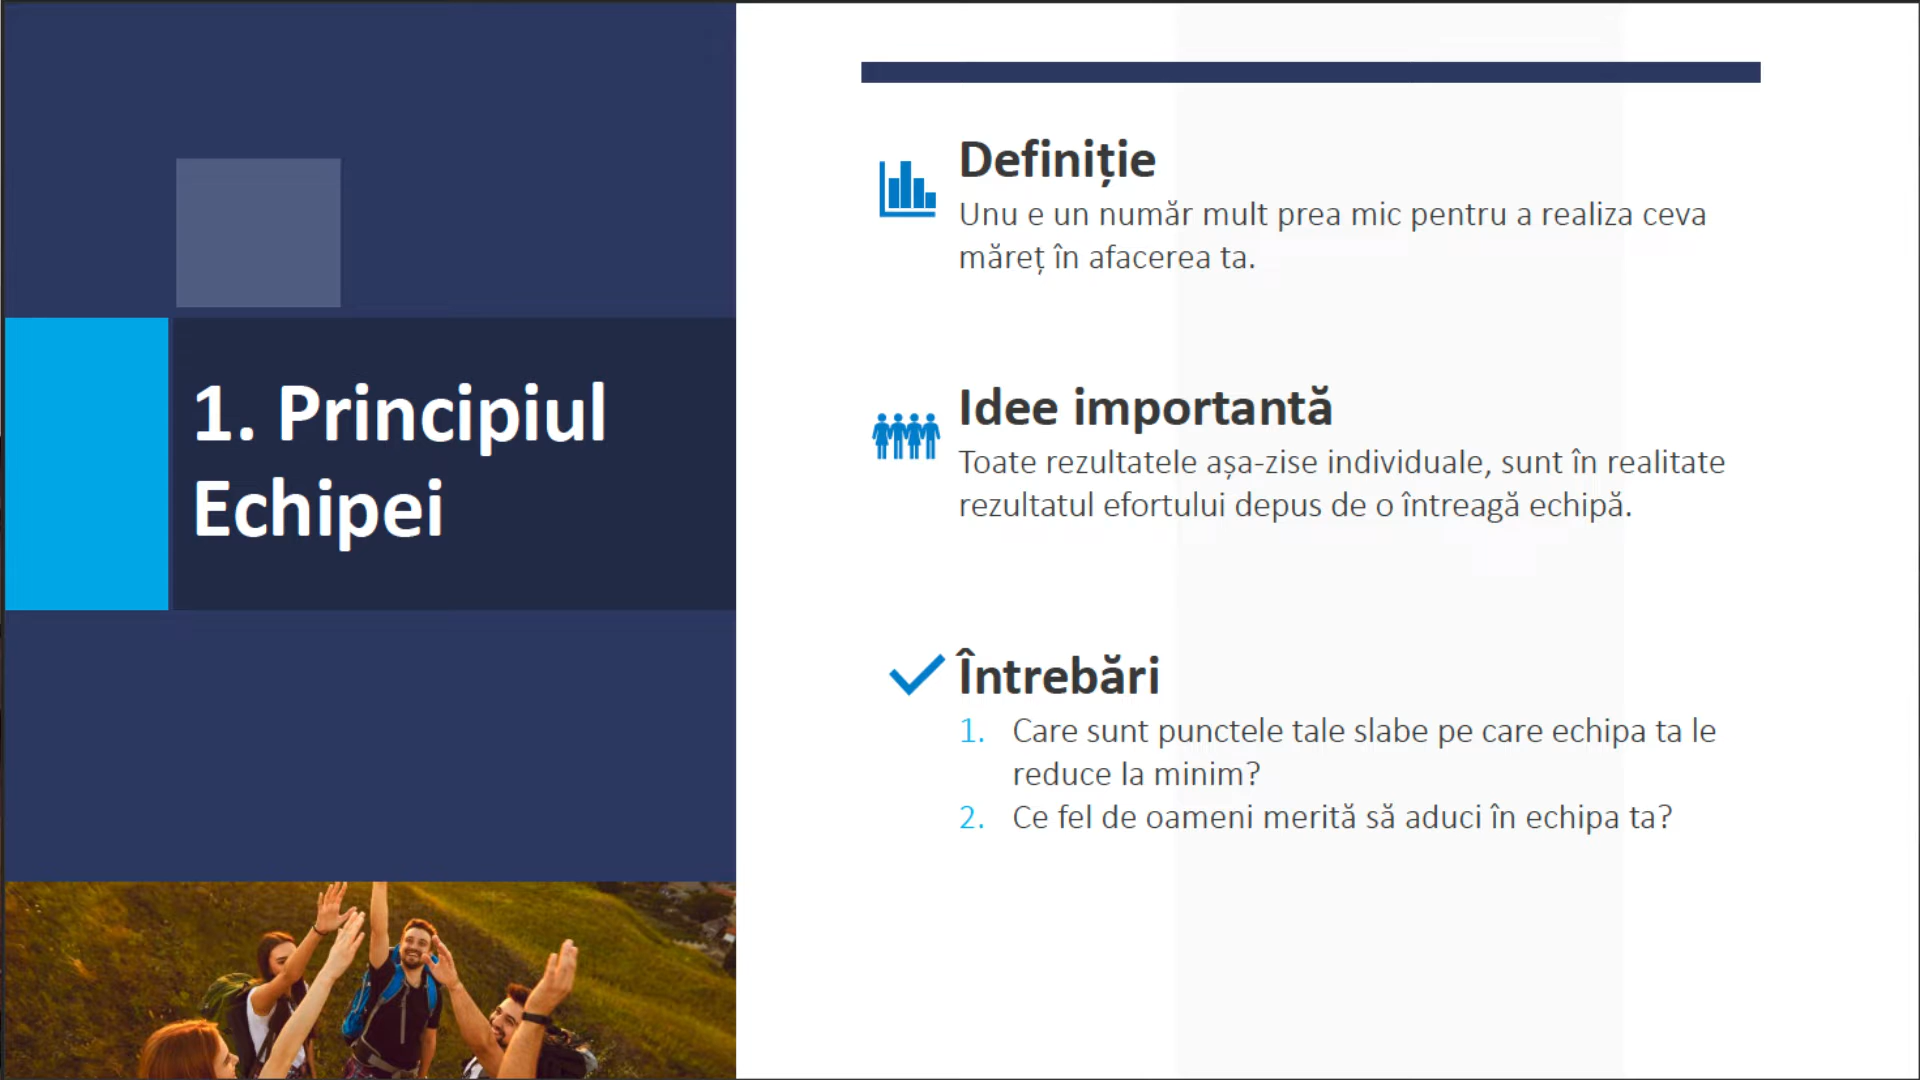 1. Principiul
Echipei
Definiție
Unu e un număr mult prea mic pentru a realiza ceva
măreț în afacerea ta.
Idee importantă
Toate rezultatele așa-zise individuale, sunt în realitate
rezultatul efortului depus de o întreagă echipă.
Întrebări
1. Care sunt punctele tale slabe pe care echipa ta le
reduce la minim?
2. Ce fel de oameni merită să aduci în echipa ta?